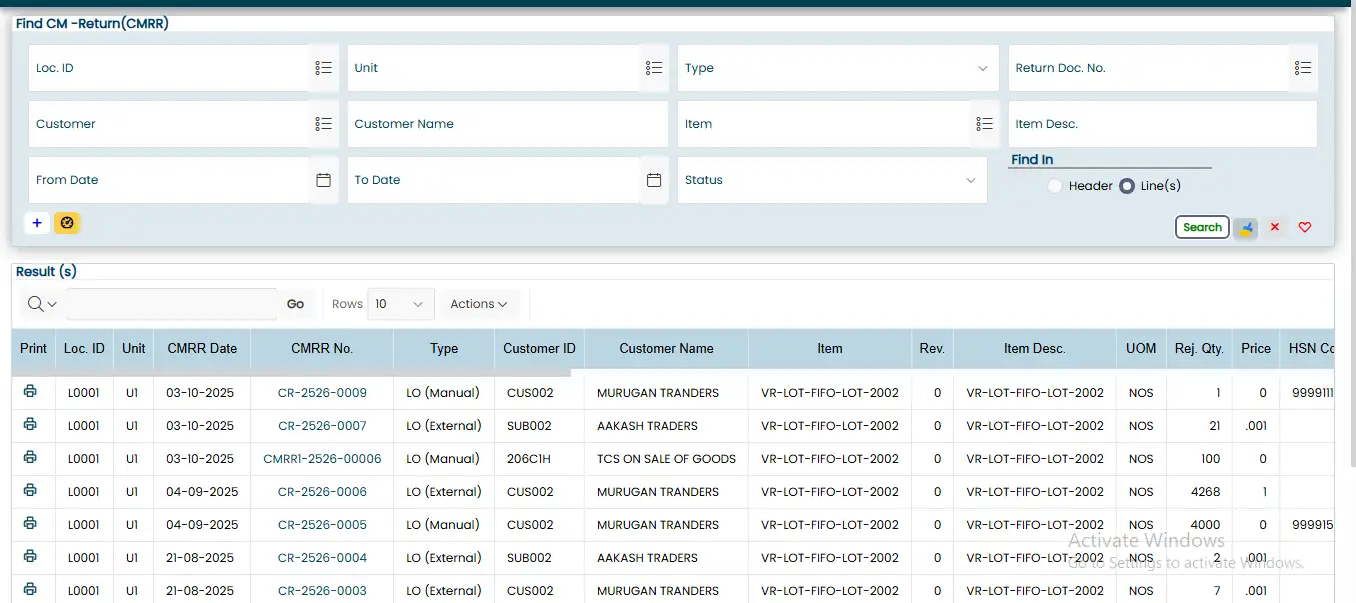 Find CM -Return(CMRR)
Loc. ID Unit Type Return Doc. No.
Customer Customer Name Item Item Desc.
From Date To Date Status Find In
Header Line(s)
+ Search
Result (s)
Go Rows 10 Actions
Print Loc. ID Unit CMRR Date CMRR No. Type Customer ID Customer Name Item Rev. Item Desc. UOM Rej. Qty. Price HSN Co
L0001 U1 03-10-2025 CR-2526-0009 LO (Manual) CUS002 MURUGAN TRANDERS VR-LOT-FIFO-LOT-2002 0 VR-LOT-FIFO-LOT-2002 NOS 1 0 9999111
L0001 U1 03-10-2025 CR-2526-0007 LO (External) SUB002 AAKASH TRADERS VR-LOT-FIFO-LOT-2002 0 VR-LOT-FIFO-LOT-2002 NOS 21 .001
L0001 U1 03-10-2025 CMRR1-2526-00006 LO (Manual) 206C1H TCS ON SALE OF GOODS VR-LOT-FIFO-LOT-2002 0 VR-LOT-FIFO-LOT-2002 NOS 100 0
L0001 U1 04-09-2025 CR-2526-0006 LO (External) CUS002 MURUGAN TRANDERS VR-LOT-FIFO-LOT-2002 0 VR-LOT-FIFO-LOT-2002 NOS 4268 1
L0001 U1 04-09-2025 CR-2526-0005 LO (Manual) CUS002 MURUGAN TRANDERS VR-LOT-FIFO-LOT-2002 0 VR-LOT-FIFO-LOT-2002 NOS 4000 0 999915
Activate Windows
L0001 U1 21-08-2025 CR-2526-0004 LO (External) SUB002 AAKASH TRADERS VR-LOT-FIFO-LOT-2002 0 VR-LOT-FIFO-LOT-2002 NOS 2 .001
Go to Settings to activate Windows.
L0001 U1 21-08-2025 CR-2526-0003 LO (External) CUS002 MURUGAN TRANDERS VR-LOT-FIFO-LOT-2002 0 VR-LOT-FIFO-LOT-2002 NOS 7 .001